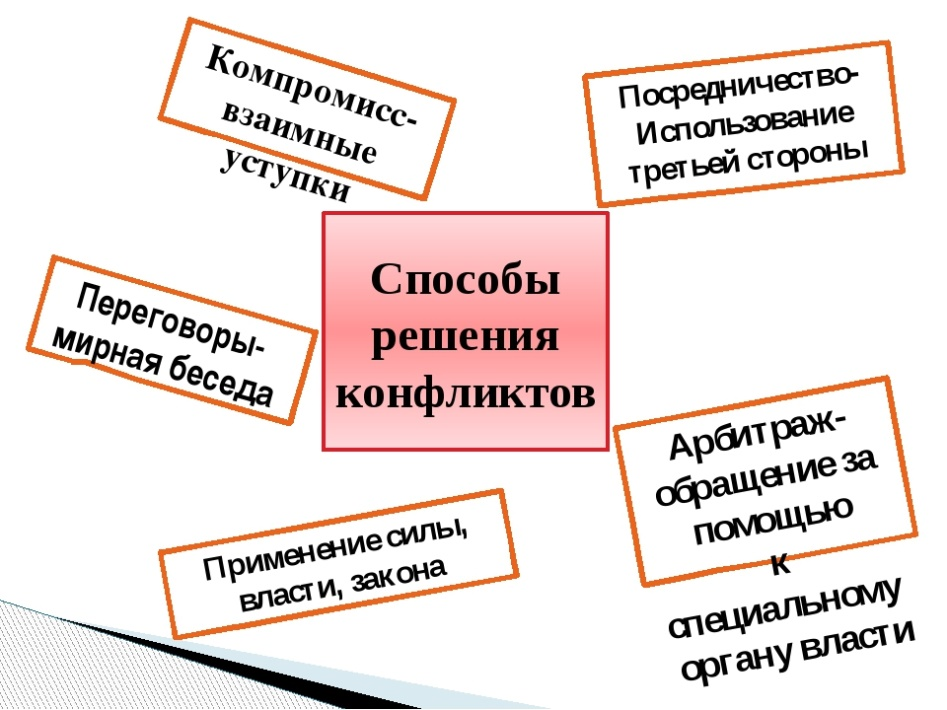 Компромисс-
взаимные
уступки
Посредничество-
Использование
третьей стороны
Способы
решения
конфликтов
Переговоры-
мирная беседа
Арбитраж-
обращение за
помощью
к
специальному
органу власти
Применение силы,
власти, закона